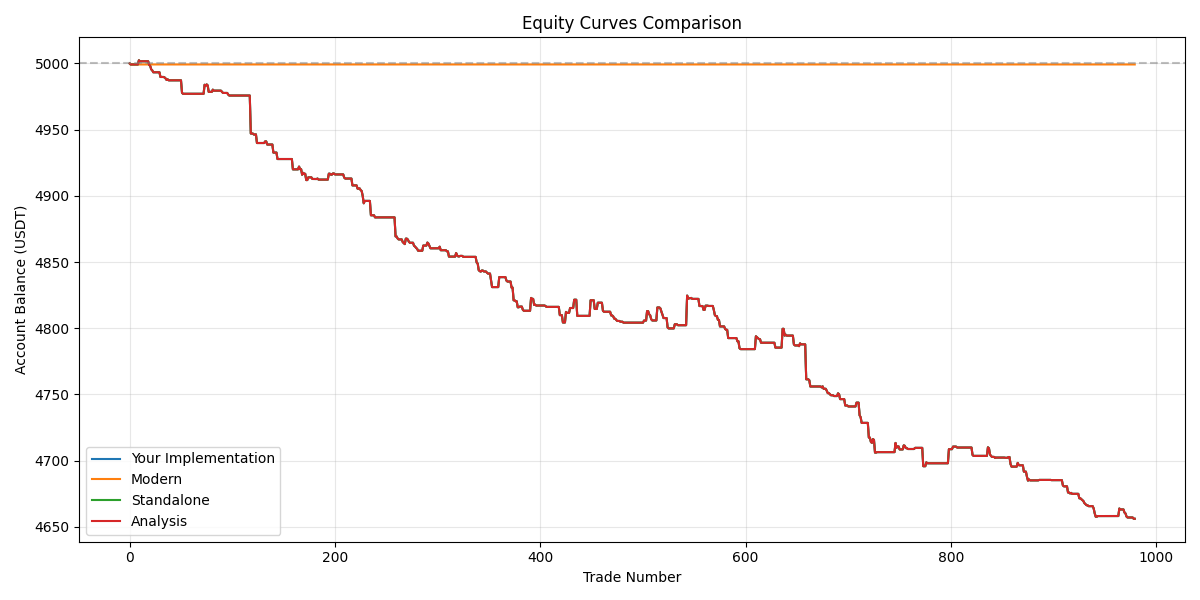 Equity Curves Comparison
Account Balance (USDT)
5000
4950
4900
4850
4800
4750
4700
4650
Your Implementation
Modern
Standalone
Analysis
0
200
400
600
800
1000
Trade Number